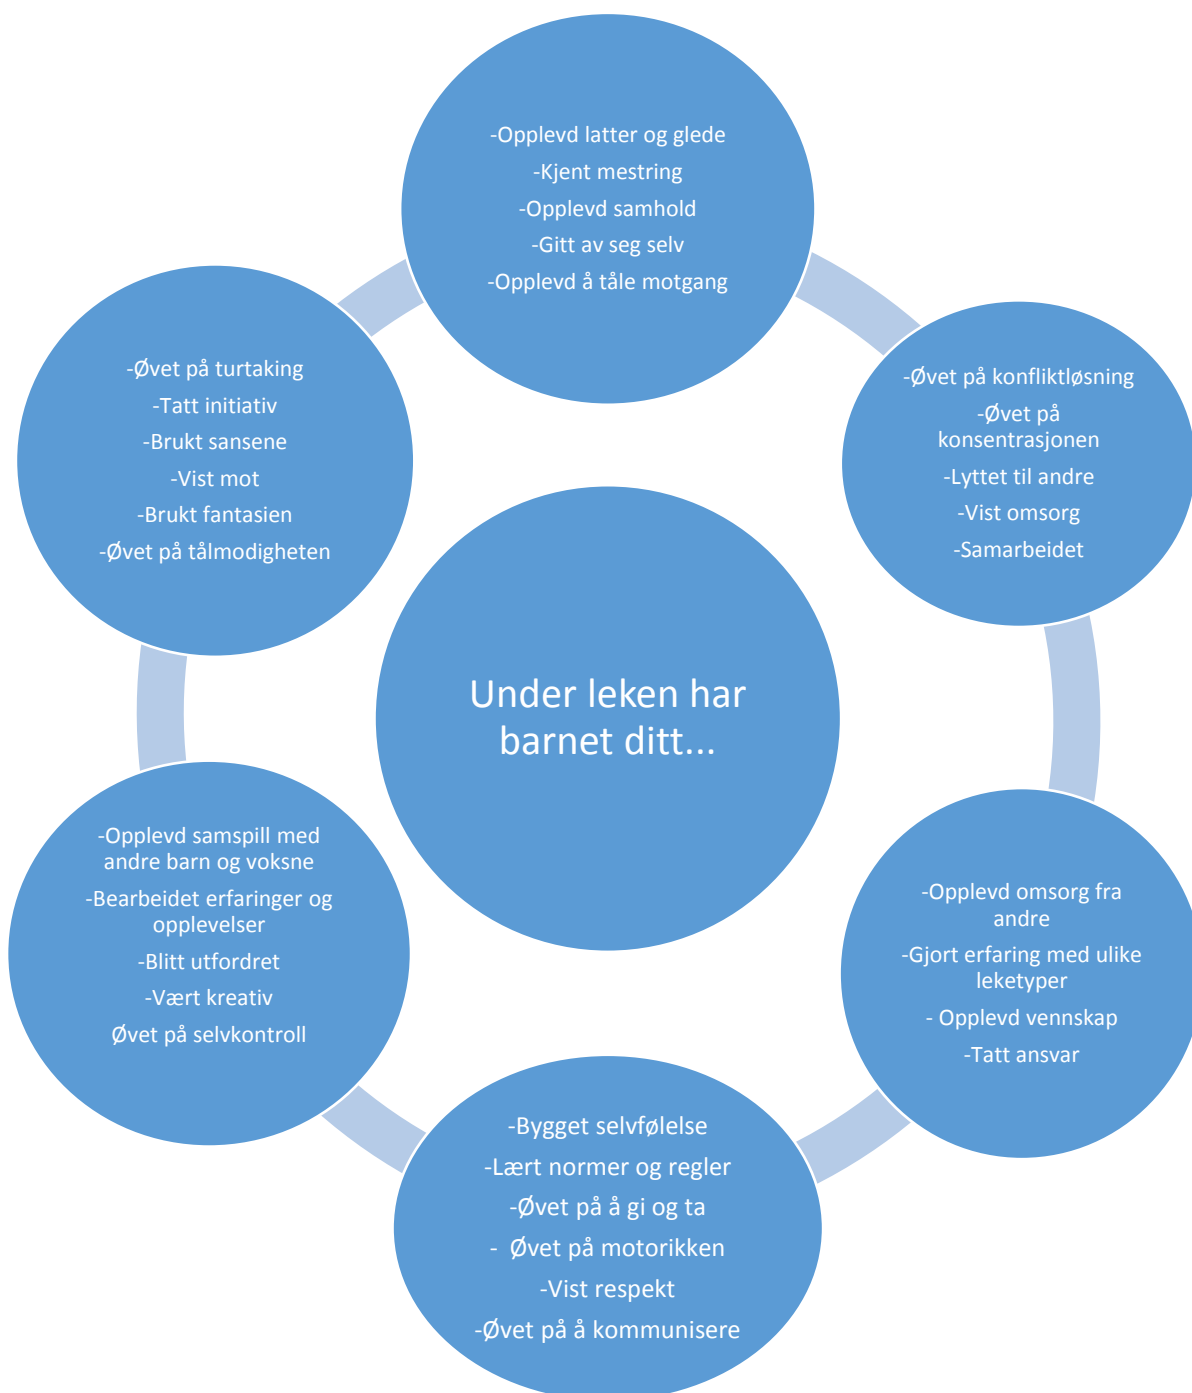 -Opplevd latter og glede
-Kjent mestring
-Opplevd samhold
-Gitt av seg selv
-Opplevd å tåle motgang
-Øvet på konfliktløsning
-Øvet på
konsentrasjonen
-Lyttet til andre
-Vist omsorg
-Samarbeidet
-Opplevd omsorg fra
andre
-Gjort erfaring med ulike
leketyper
- Opplevd vennskap
-Tatt ansvar
-Bygget selvfølelse
-Lært normer og regler
-Øvet på å gi og ta
- Øvet på motorikken
-Vist respekt
-Øvet på å kommunisere
-Opplevd samspill med
andre barn og voksne
-Bearbeidet erfaringer og
opplevelser
-Blitt utfordret
-Vært kreativ
Øvet på selvkontroll
-Øvet på turtaking
-Tatt initiativ
-Brukt sansene
-Vist mot
-Brukt fantasien
-Øvet på tålmodigheten
Under leken har
barnet ditt...